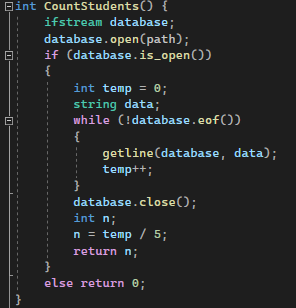 int CountStudents() {
    ifstream database;
    database.open(path);
    if (database.is_open())
    {
        int temp = 0;
        string data;
        while (!database.eof())
        {
            getline(database, data);
            temp++;
        }
        database.close();
        int n;
        n = temp / 5;
        return n;
    }
    else return 0;
}